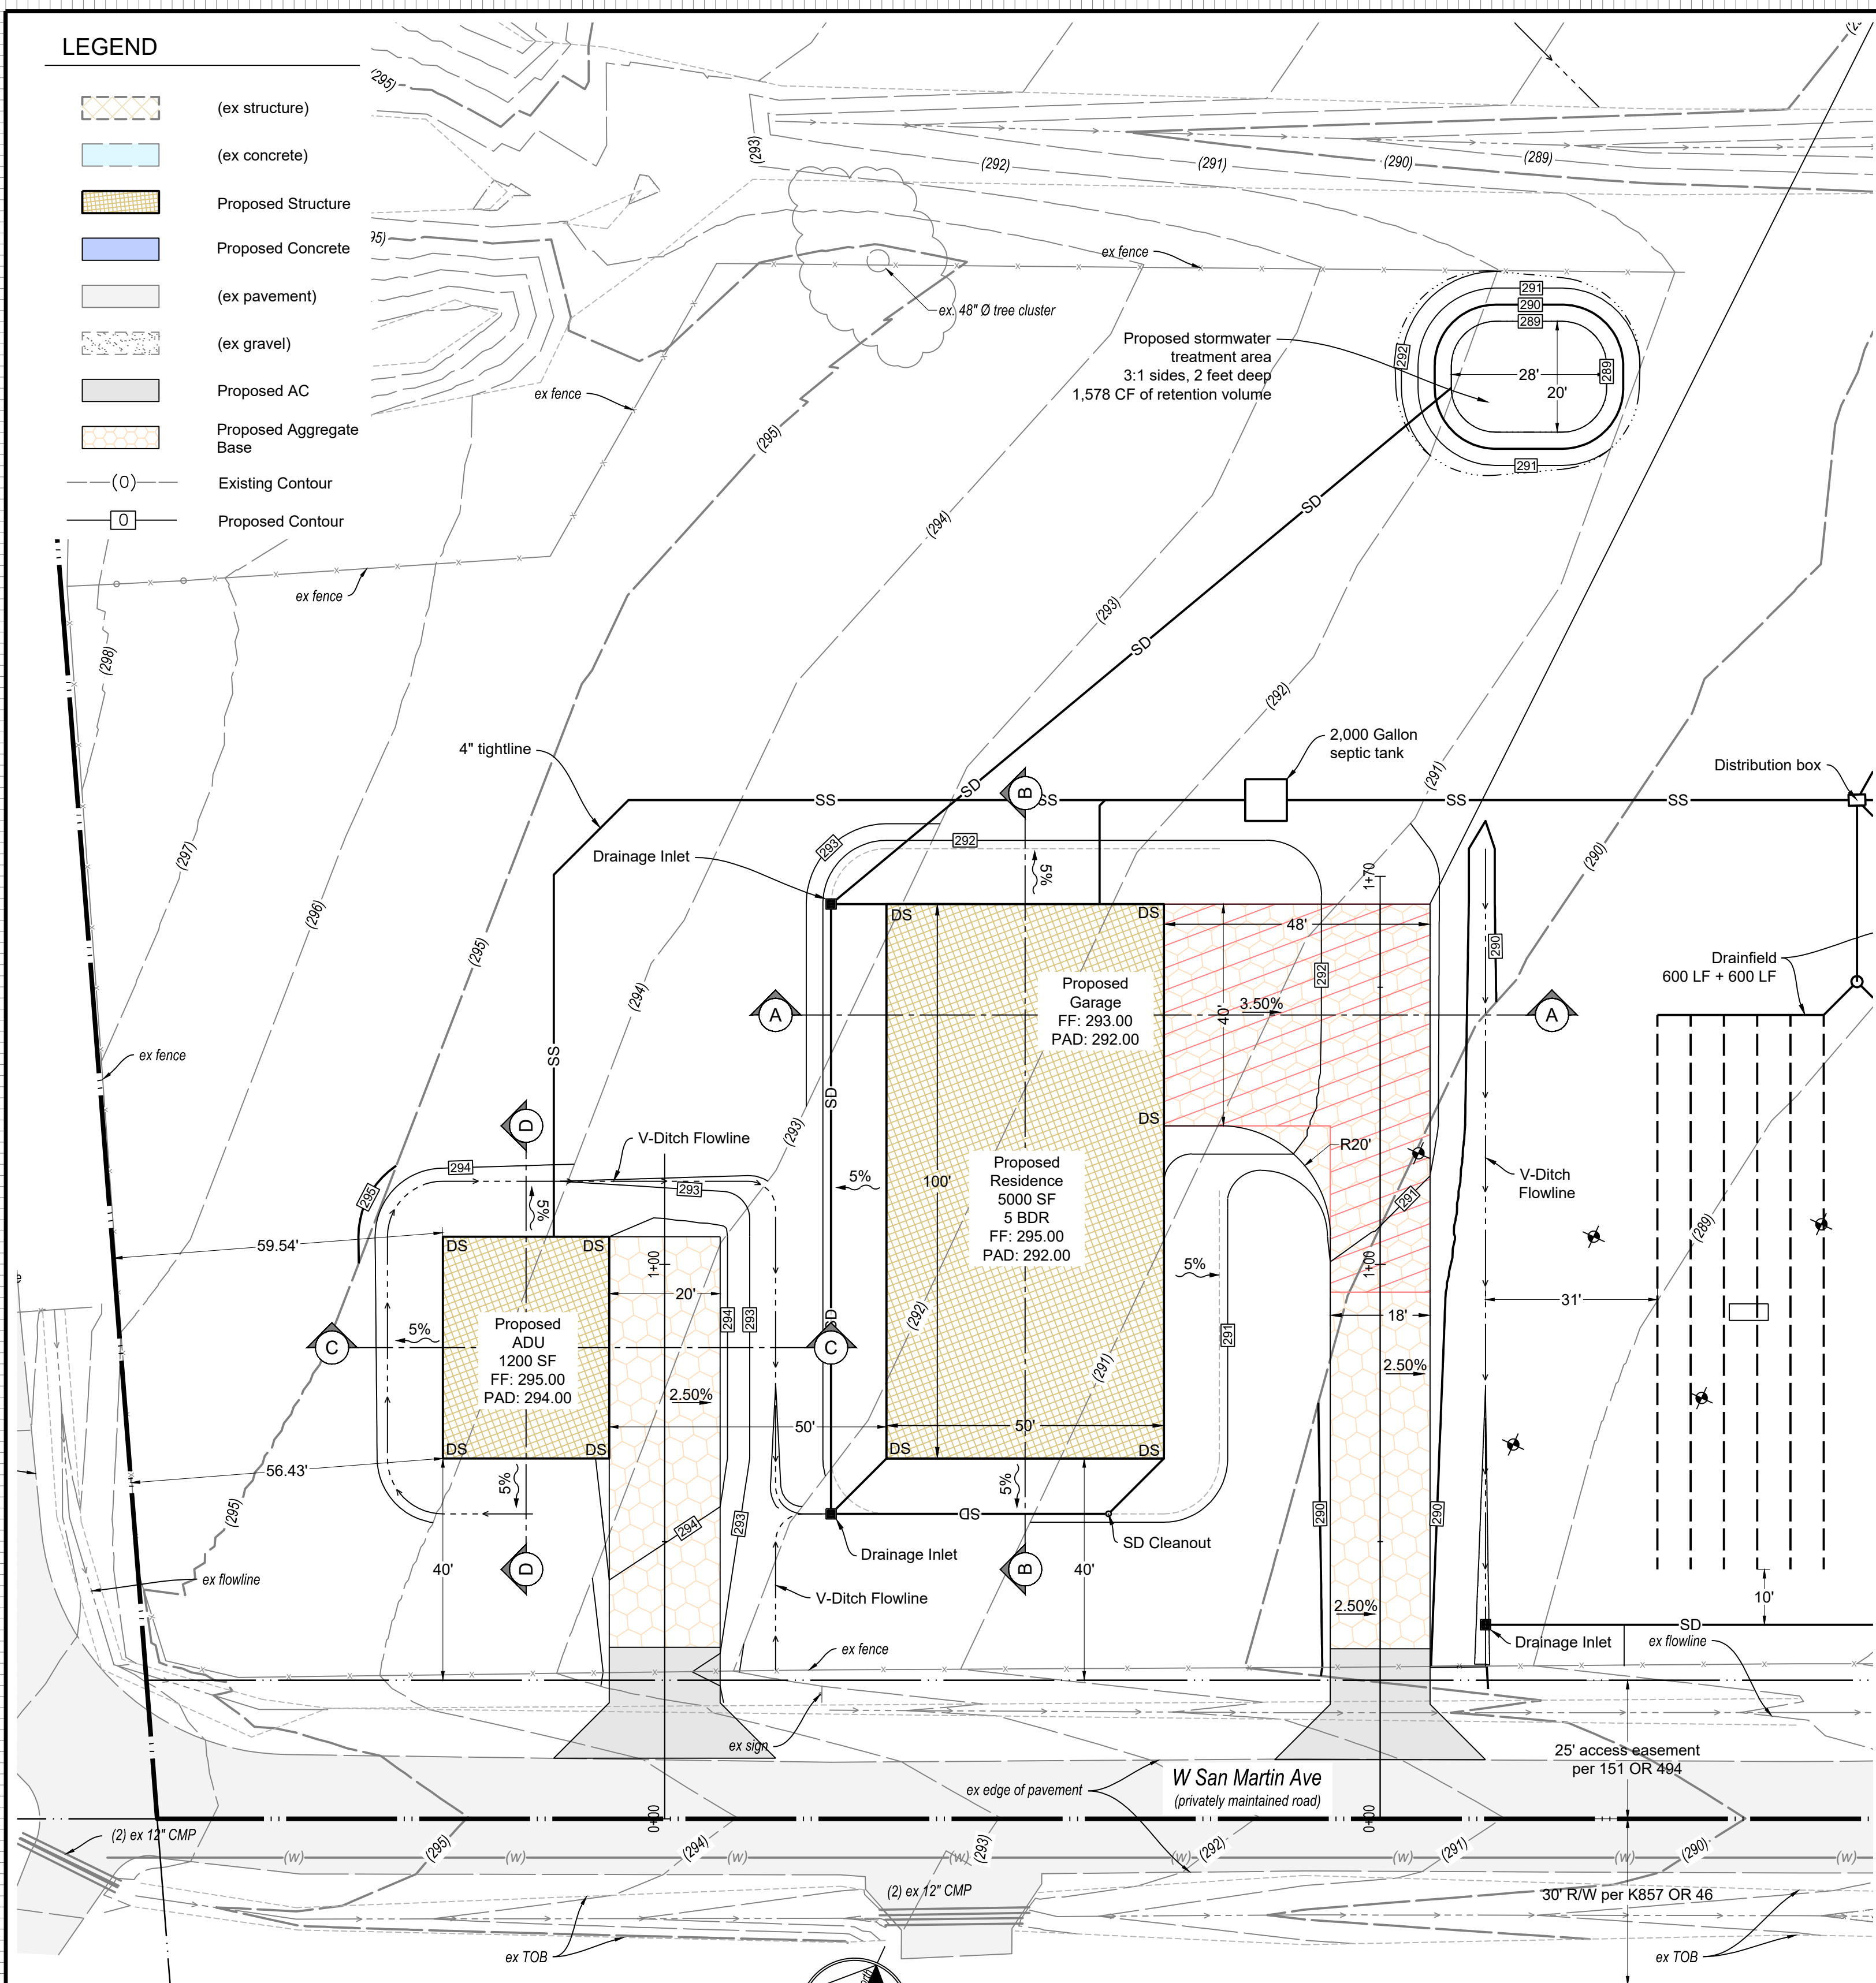 LEGEND
(ex structure)
(ex concrete)
Proposed Structure
Proposed Concrete
(ex pavement)
(ex gravel)
Proposed AC
Proposed Aggregate
Base
(0)
Existing Contour
0
Proposed Contour
(295)
(293)
(292)
(291)
(290)
(289)
ex fence
ex. 48" Ø tree cluster
Proposed stormwater
treatment area
3:1 sides, 2 feet deep
1,578 CF of retention volume
291
290
289
292
289
28'
20'
291
ex fence
(295)
SD
(294)
ex fence
(293)
(298)
SD
(292)
4" tightline
2,000 Gallon
septic tank
(291)
Distribution box
SS
SD
B
SS
SS
SS
293
292
(297)
Drainage Inlet
5%
1+70
(290)
(296)
(295)
DS
DS
48'
290
Drainfield
600 LF + 600 LF
(294)
292
Proposed
Garage
FF: 293.00
PAD: 292.00
40'
3.50%
A
A
ex fence
SS
SD
D
(293)
V-Ditch Flowline
DS
R20'
294
293
295
5%
5%
100'
Proposed
Residence
5000 SF
5 BDR
FF: 295.00
PAD: 292.00
291
V-Ditch
Flowline
(289)
59.54'
DS
DS
1+00
1+00
5%
20'
31'
Proposed
ADU
1200 SF
FF: 295.00
PAD: 294.00
5%
C
294
293
C
(292)
291
18'
2.50%
(291)
2.50%
50'
50'
DS
DS
DS
DS
56.43'
5%
5%
(295)
294
293
SD
290
290
SD Cleanout
Drainage Inlet
40'
D
B
40'
ex flowline
V-Ditch Flowline
2.50%
10'
SD
Drainage Inlet
ex flowline
ex fence
ex sign
25' access easement
per 151 OR 494
W San Martin Ave
(privately maintained road)
ex edge of pavement
0+00
0+00
(2) ex 12" CMP
(295)
(294)
(293)
(292)
(291)
(290)
(W)
(W)
(W)
(W)
(W)
(W)
(W)
(W)
(2) ex 12" CMP
30' R/W per K857 OR 46
ex TOB
ex TOB